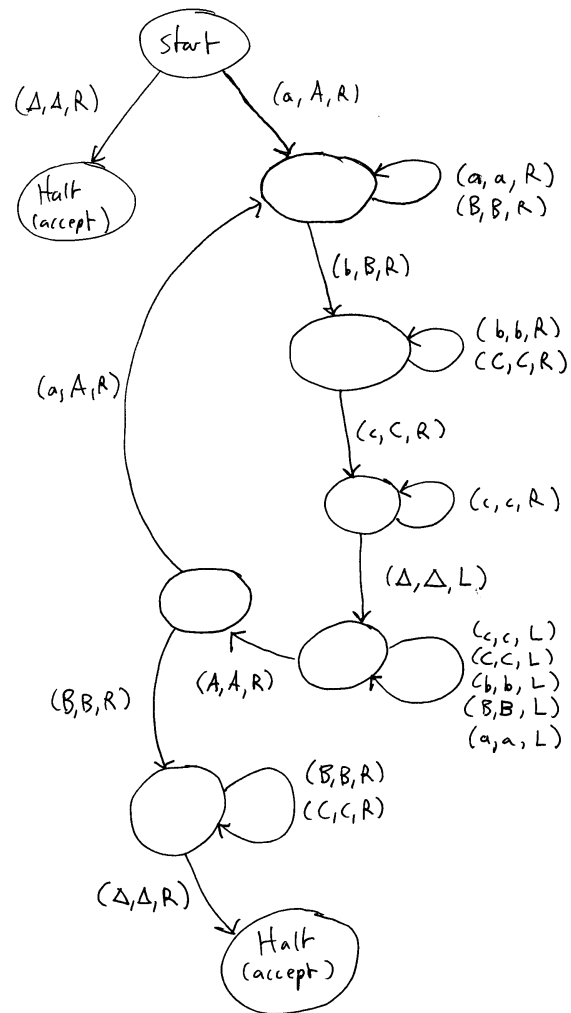 Start
(Δ, Δ, R)
(a, A, R)
Halt
(accept)
(a, a, R)
(B, B, R)
(b, B, R)
(b, b, R)
(C, C, R)
(a, A, R)
(c, C, R)
(c, c, R)
(Δ, Δ, L)
(c, c, L)
(C, C, L)
(b, b, L)
(B, B, L)
(a, a, L)
(A, A, R)
(B, B, R)
(B, B, R)
(C, C, R)
(Δ, Δ, R)
Halt
(accept)